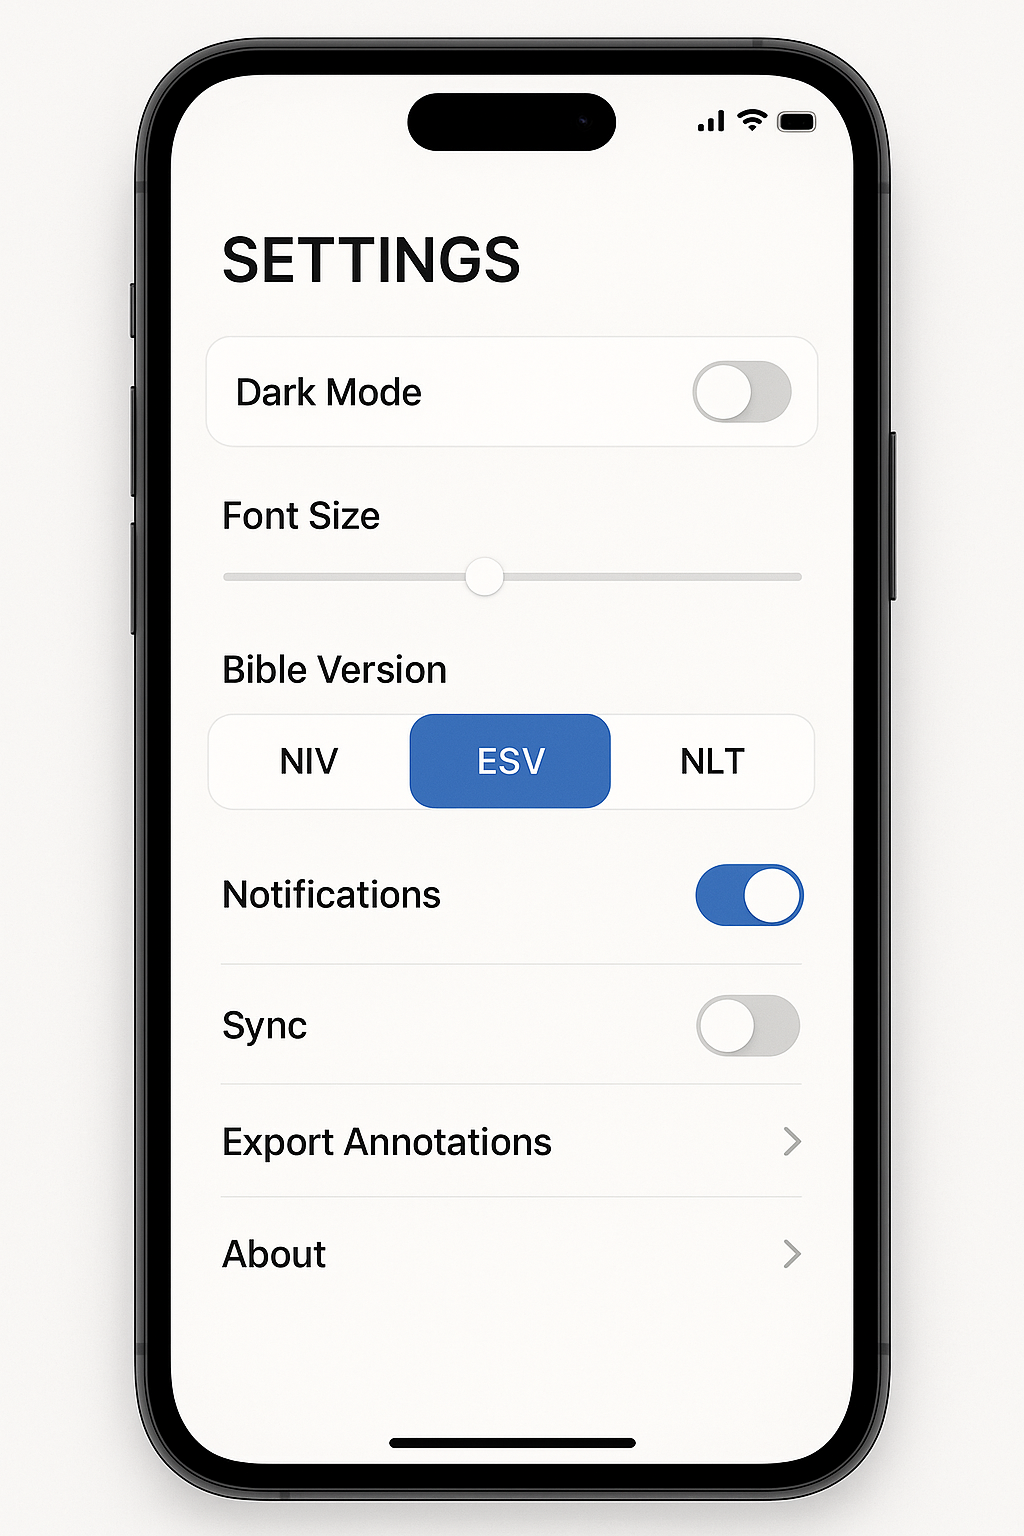 SETTINGS
Dark Mode
Font Size
Bible Version
NIV ESV NLT
Notifications
Sync
Export Annotations
About